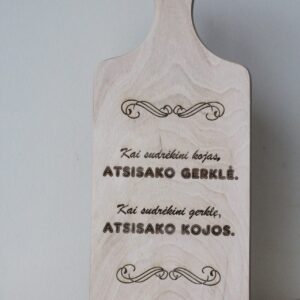 Kai sudrėkini kojas,
ATSISAKO GERKLĖ.
Kai sudrėkini gerklę,
ATSISAKO KOJOS.